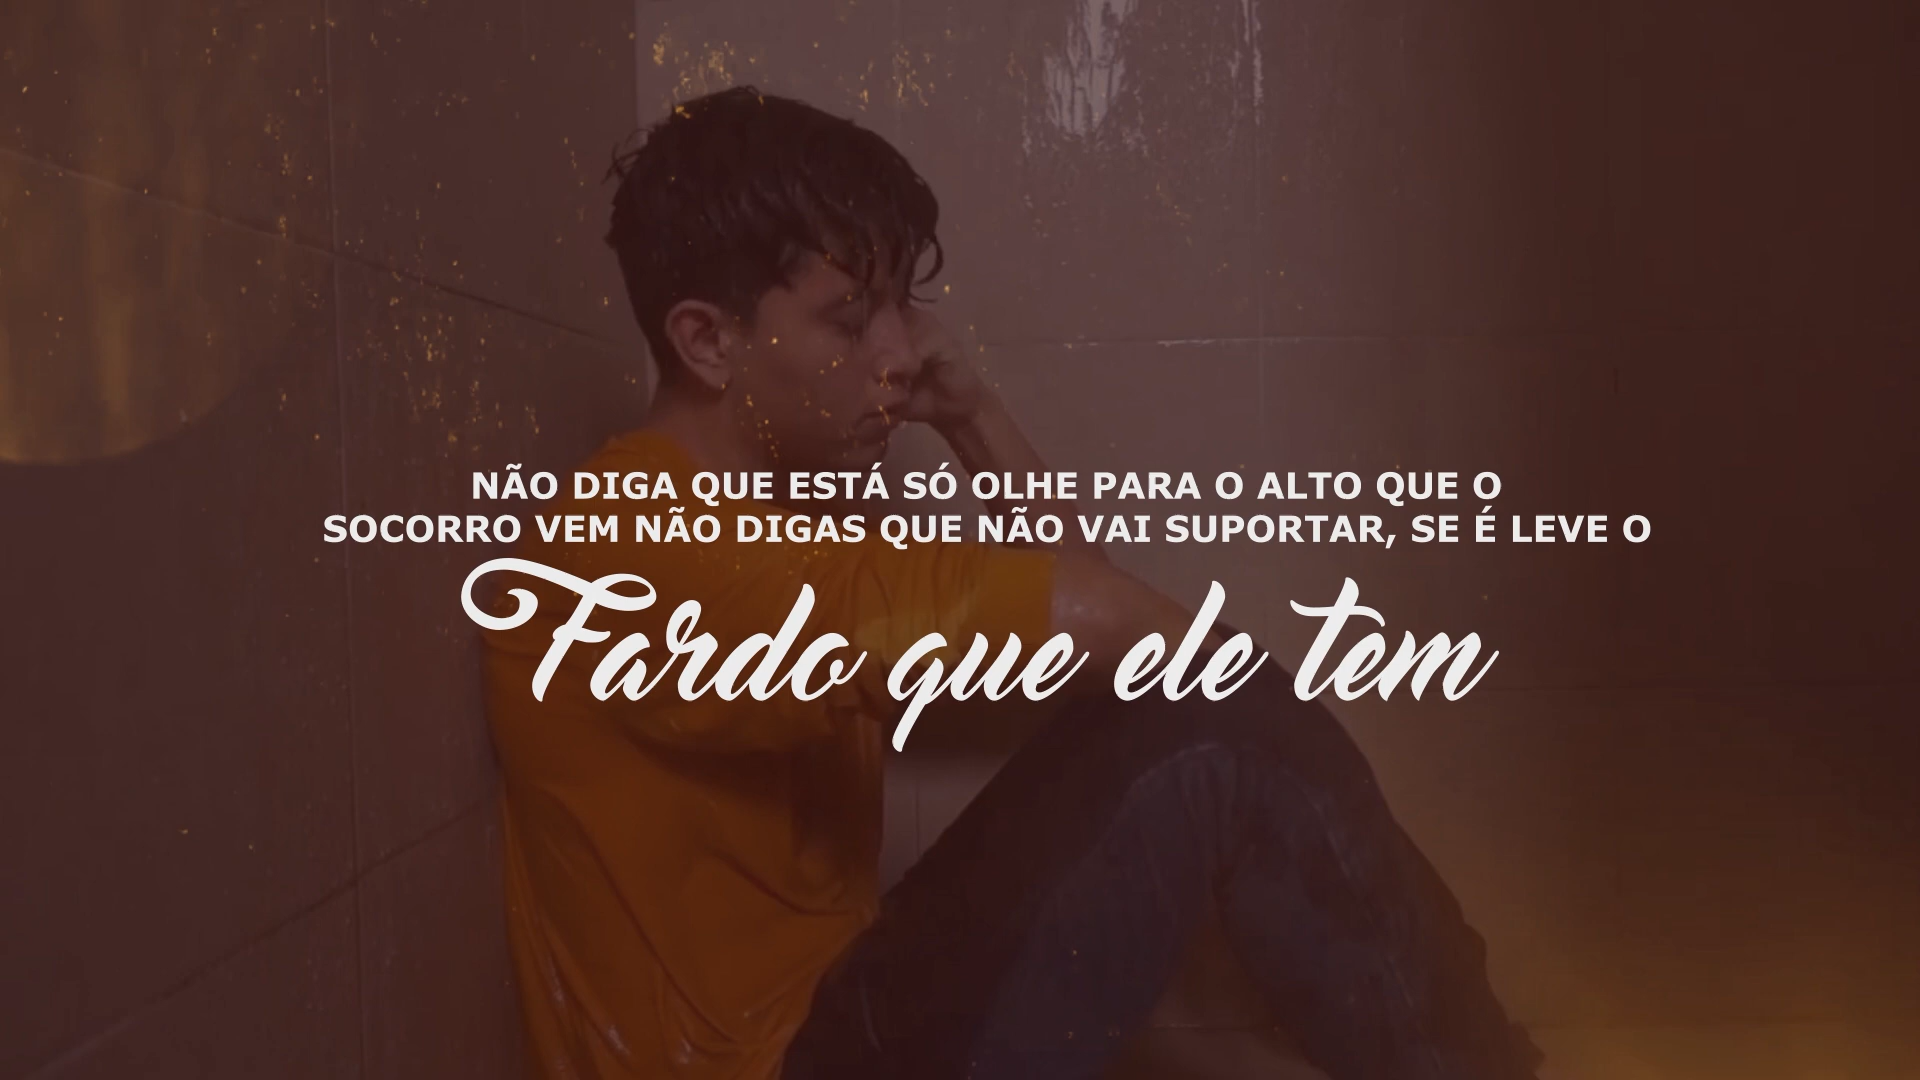 NÃO DIGA QUE ESTÁ SÓ OLHE PARA O ALTO QUE O
SOCORRO VEM NÃO DIGAS QUE NÃO VAI SUPORTAR, SE É LEVE O
Fardo que ele tem